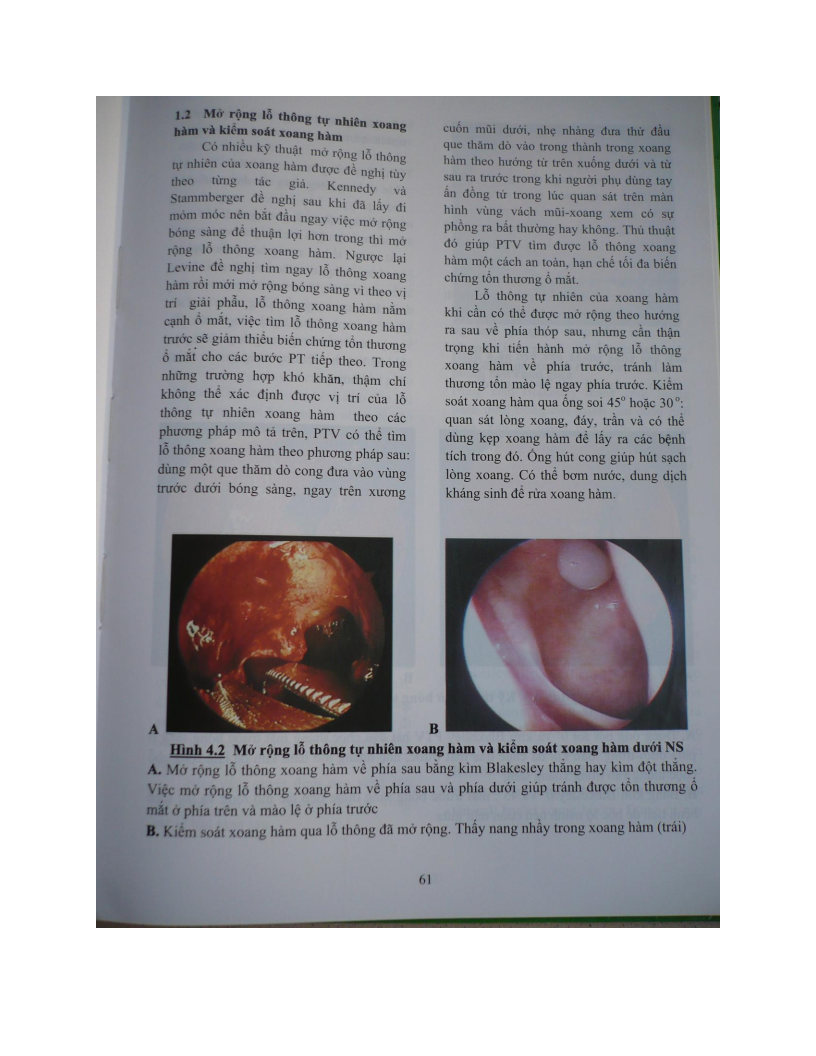 1.2 Mở rộng lỗ thông tự nhiên xoang
hàm và kiểm soát xoang hàm
Có nhiều kỹ thuật mở rộng lỗ thông
tự nhiên của xoang hàm được đề nghị tùy
theo từng tác giả. Kennedy và
Stammberger đề nghị sau khi đã lấy đi
mỏm móc nên bắt đầu ngay việc mở rộng
bóng sàng để thuận lợi hơn trong thì mở
rộng lỗ thông xoang hàm. Ngược lại
Levine đề nghị tìm ngay lỗ thông xoang
hàm rồi mới mở rộng bóng sàng vì theo vị
trí giải phẫu, lỗ thông xoang hàm nằm
cạnh ổ mắt, việc tìm lỗ thông xoang hàm
trước sẽ giảm thiểu biến chứng tổn thương
ổ mắt cho các bước PT tiếp theo. Trong
những trường hợp khó khăn, thậm chí
không thể xác định được vị trí của lỗ
thông tự nhiên xoang hàm theo các
phương pháp mô tả trên, PTV có thể tìm
lỗ thông xoang hàm theo phương pháp sau:
dùng một que thăm dò cong đưa vào vùng
trước dưới bóng sàng, ngay trên xương
cuốn mũi dưới, nhẹ nhàng đưa thử đầu
que thăm dò vào trong thành trong xoang
hàm theo hướng từ trên xuống dưới và từ
sau ra trước trong khi người phụ dùng tay
ấn đồng tử trong lúc quan sát trên màn
hình vùng vách mũi-xoang xem có sự
phồng ra bất thường hay không. Thủ thuật
đó giúp PTV tìm được lỗ thông xoang
hàm một cách an toàn, hạn chế tối đa biến
chứng tổn thương ổ mắt.
Lỗ thông tự nhiên của xoang hàm
khi cần có thể được mở rộng theo hướng
ra sau về phía thóp sau, nhưng cần thận
trọng khi tiến hành mở rộng lỗ thông
xoang hàm về phía trước, tránh làm
thương tổn mào lệ ngay phía trước. Kiểm
soát xoang hàm qua ống soi 45° hoặc 30°:
quan sát lòng xoang, đáy, trần và có thể
dùng kẹp xoang hàm để lấy ra các bệnh
tích trong đó. Ống hút cong giúp hút sạch
lòng xoang. Có thể bơm nước, dung dịch
kháng sinh để rửa xoang hàm.
A B
Hình 4.2 Mở rộng lỗ thông tự nhiên xoang hàm và kiểm soát xoang hàm dưới NS
A. Mở rộng lỗ thông xoang hàm về phía sau bằng kìm Blakesley thẳng hay kìm đột thẳng.
Việc mở rộng lỗ thông xoang hàm về phía sau và phía dưới giúp tránh được tổn thương ổ
mắt ở phía trên và mào lệ ở phía trước
B. Kiểm soát xoang hàm qua lỗ thông đã mở rộng. Thấy nang nhầy trong xoang hàm (trái)
61